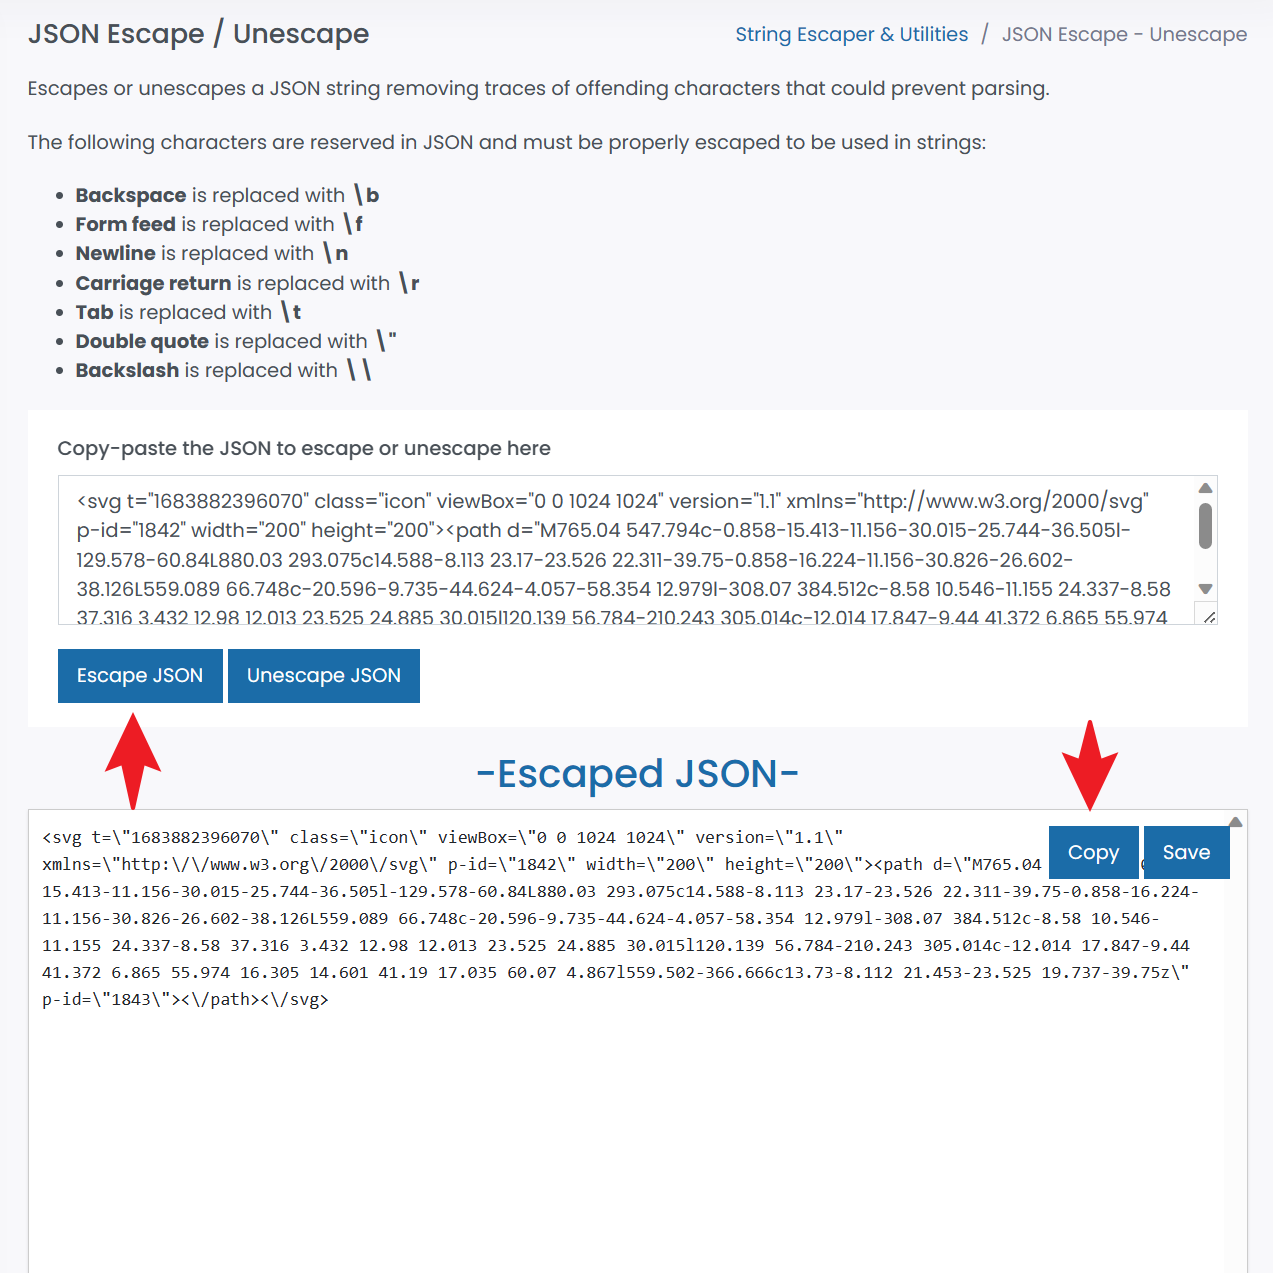 JSON Escape / Unescape
String Escaper & Utilities / JSON Escape - Unescape
Escapes or unescapes a JSON string removing traces of offending characters that could prevent parsing.
The following characters are reserved in JSON and must be properly escaped to be used in strings:
• Backspace is replaced with \b
• Form feed is replaced with \f
• Newline is replaced with \n
• Carriage return is replaced with \r
• Tab is replaced with \t
• Double quote is replaced with \"
• Backslash is replaced with \\
Copy-paste the JSON to escape or unescape here
<svg t="1683882396070" class="icon" viewBox="0 0 1024 1024" version="1.1" xmlns="http://www.w3.org/2000/svg"
p-id="1842" width="200" height="200"><path d="M765.04 547.794c-0.858-15.413-11.156-30.015-25.744-36.505l-
129.578-60.84L880.03 293.075c14.588-8.113 23.17-23.526 22.311-39.75-0.858-16.224-11.156-30.826-26.602-
38.126L559.089 66.748c-20.596-9.735-44.624-4.057-58.354 12.979l-308.07 384.512c-8.58 10.546-11.155 24.337-8.58
37.316 3.432 12.98 12.013 23.525 24.885 30.015l120.139 56.784-210.243 305.014c-12.014 17.847-9.44 41.372 6.865 55.974
Escape JSON
Unescape JSON
-Escaped JSON-
<svg t=\"1683882396070\" class=\"icon\" viewBox=\"0 0 1024 1024\" version=\"1.1\"
xmlns=\"http:\/\/www.w3.org\/2000\/svg\" p-id=\"1842\" width=\"200\" height=\"200\"><path d=\"M765.04
Copy
Save
15.413-11.156-30.015-25.744-36.505l-129.578-60.84L880.03 293.075c14.588-8.113 23.17-23.526 22.311-39.75-0.858-16.224-
11.156-30.826-26.602-38.126L559.089 66.748c-20.596-9.735-44.624-4.057-58.354 12.979l-308.07 384.512c-8.58 10.546-
11.155 24.337-8.58 37.316 3.432 12.98 12.013 23.525 24.885 30.015l120.139 56.784-210.243 305.014c-12.014 17.847-9.44
41.372 6.865 55.974 16.305 14.601 41.19 17.035 60.07 4.867l559.502-366.666c13.73-8.112 21.453-23.525 19.737-39.75z\"
p-id=\"1843\"><\/path><\/svg>